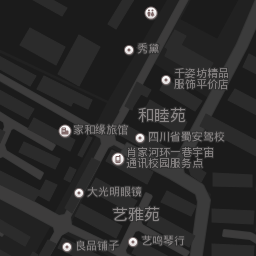 秀黛
千姿坊精品
服饰平价店
和睦苑
家和缘旅馆
四川省蜀安驾校
肖家河环一巷宇宙
通讯校园服务点
大光明眼镜
艺雅苑
艺鸣琴行
良品铺子